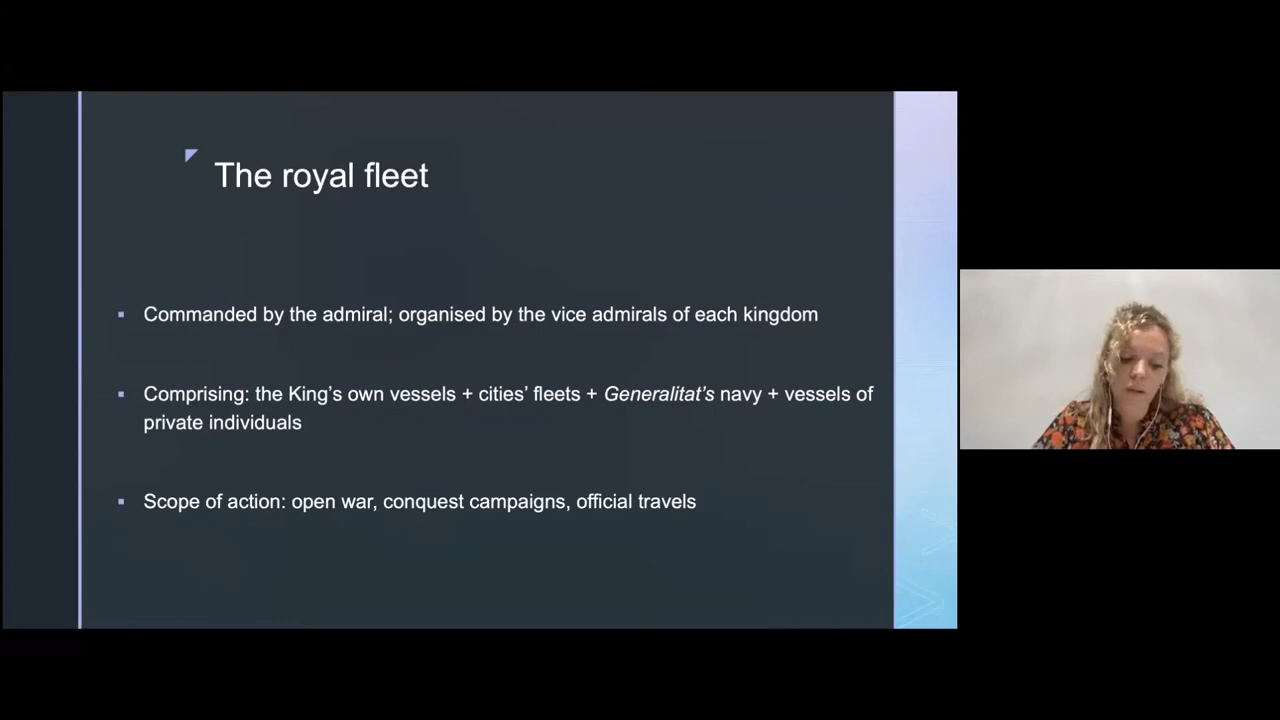 The royal fleet
Commanded by the admiral; organised by the vice admirals of each kingdom
Comprising: the King's own vessels + cities' fleets + Generalitat's navy + vessels of
private individuals
Scope of action: open war, conquest campaigns, official travels